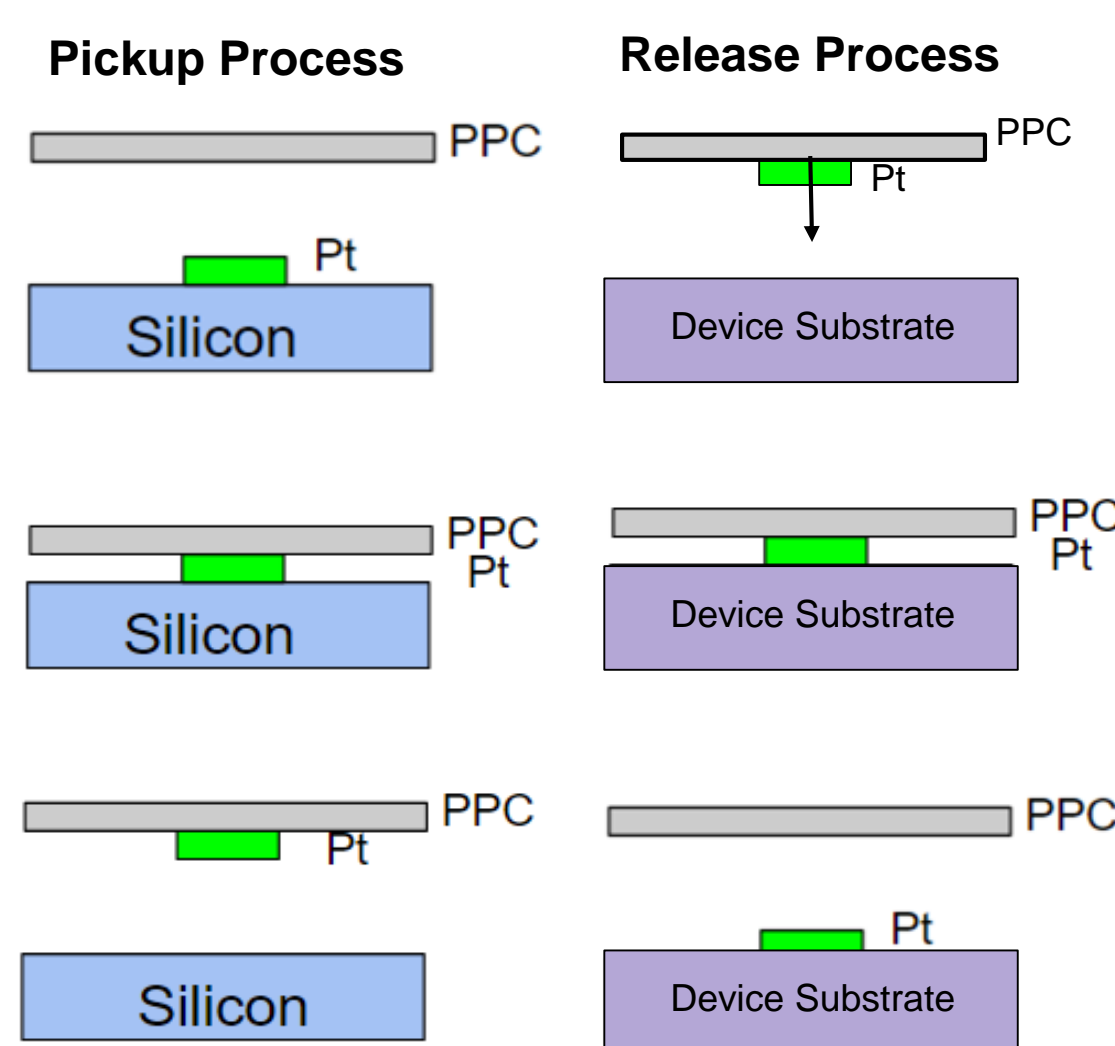 Pickup Process
PPC
Pt
Silicon
PPC
Pt
Silicon
PPC
Pt
Silicon
Release Process
PPC
Pt
Device Substrate
PPC
Pt
Device Substrate
PPC
Pt
Device Substrate